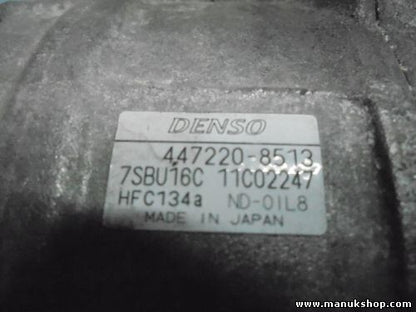 DENSO
447220-8513
7SBU16C 11C02247
HFC134a ND-OIL8
MADE IN JAPAN
www.manukshop.com